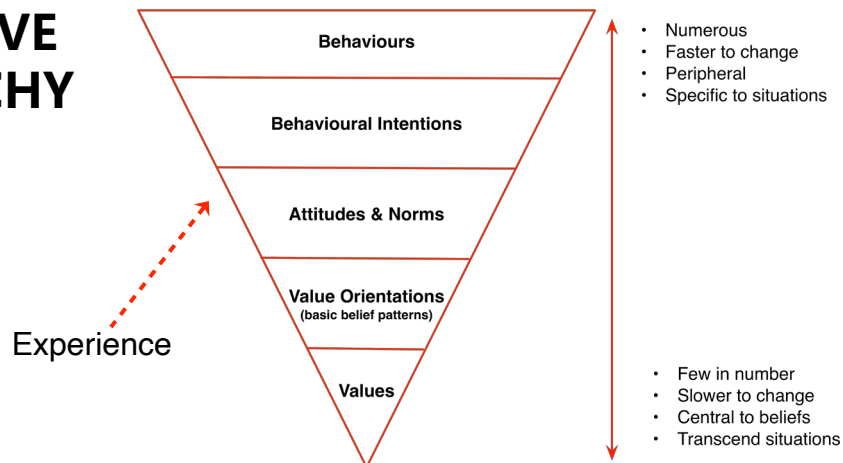 VE
CHY
Behaviours
Behavioural Intentions
Attitudes & Norms
Value Orientations
(basic belief patterns)
Values
Experience
• Numerous
• Faster to change
• Peripheral
• Specific to situations
• Few in number
• Slower to change
• Central to beliefs
• Transcend situations